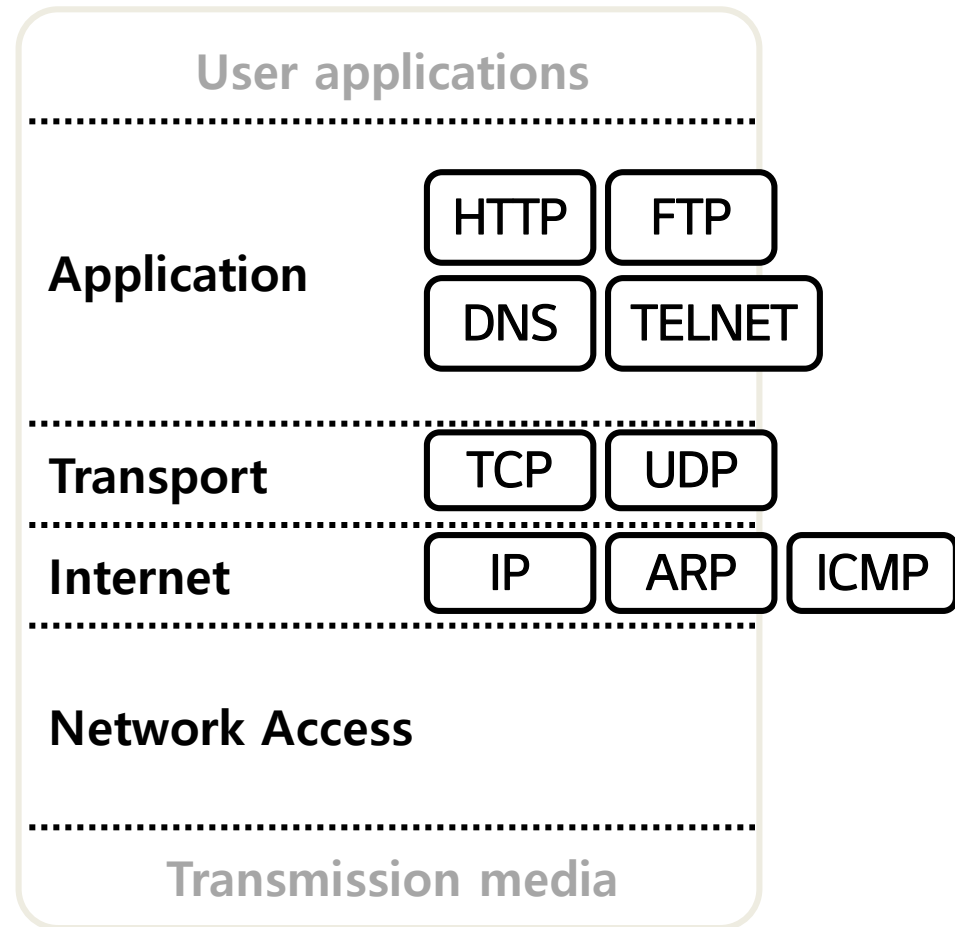 User applications
HTTP FTP
Application
DNS TELNET
Transport TCP UDP
Internet IP ARP ICMP
Network Access
Transmission media